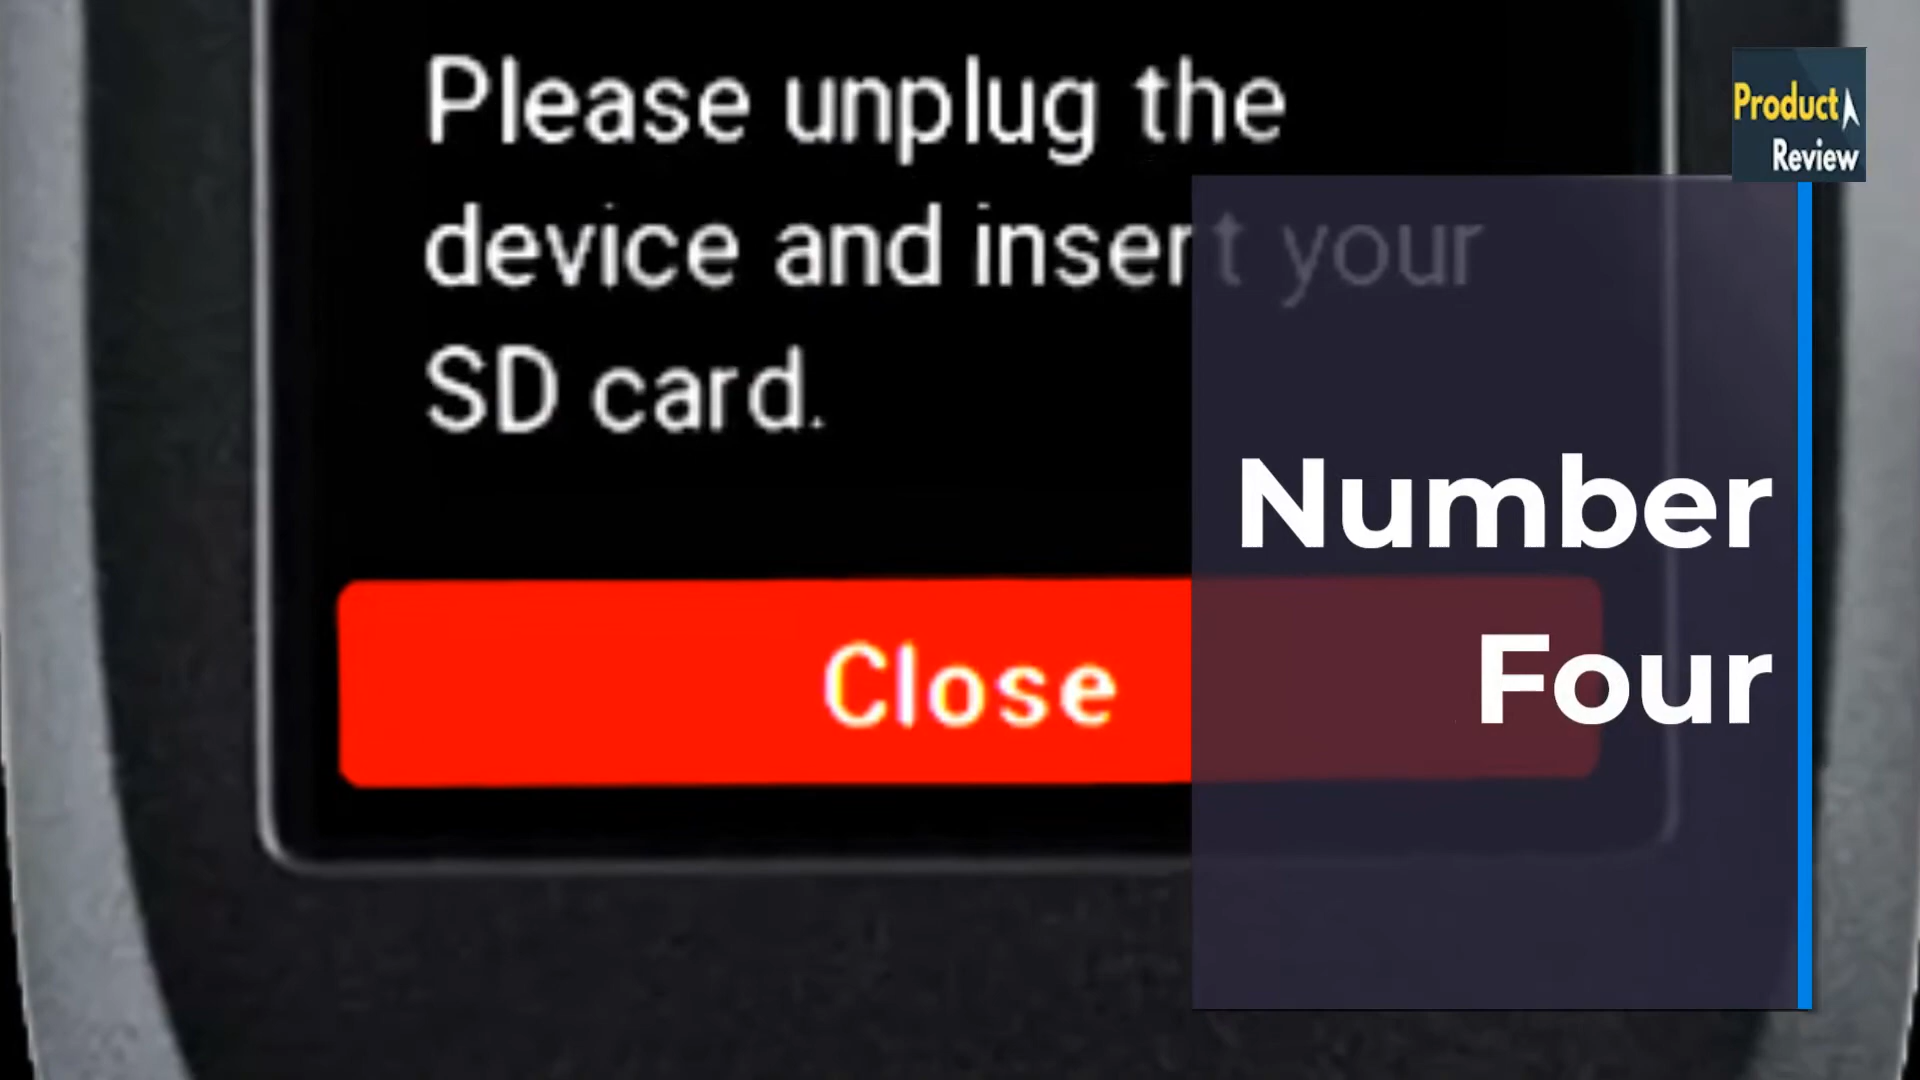 Please unplug the
device and insert your
SD card.
Close
Number
Four
Product
Review